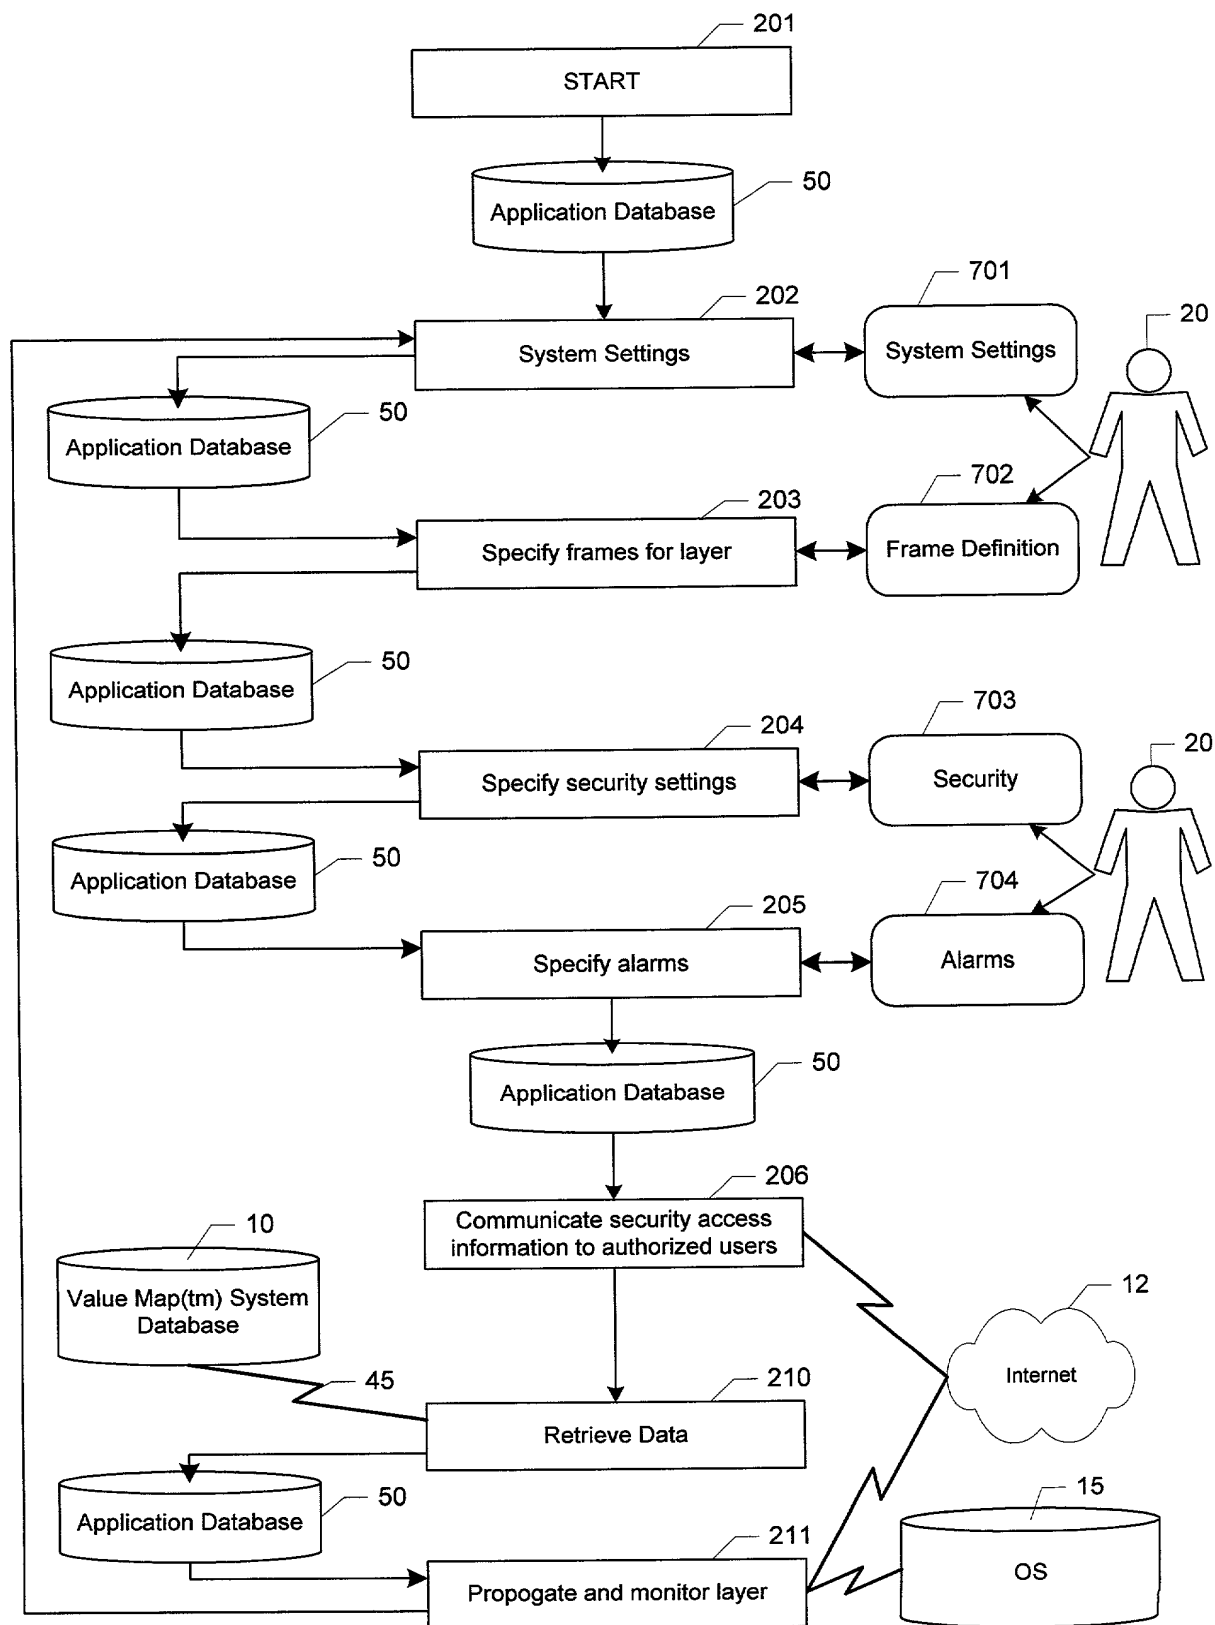 201
START
50
Application Database
701
202
20
System Settings
System Settings
50
Application Database
702
203
Specify frames for layer
Frame Definition
50
Application Database
703
204
20
Specify security settings
Security
50
Application Database
704
205
Specify alarms
Alarms
50
Application Database
206
Communicate security access
information to authorized users
10
Value Map(tm) System
Database
12
Internet
45
210
Retrieve Data
50
Application Database
15
OS
211
Propogate and monitor layer